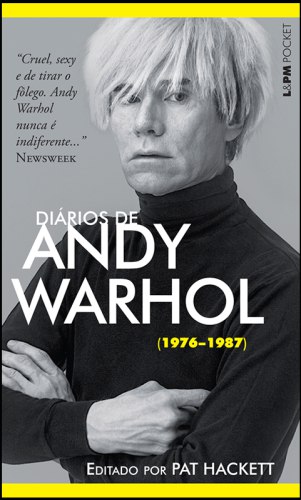 "Cruel, sexy
e de tirar o
fôlego. Andy
Warhol
nunca é
indiferente..."
NEWSWEEK
L&PM POCKET
DIÁRIOS DE
ANDY
WARHOL
(1976-1987)
EDITADO POR PAT HACKETT